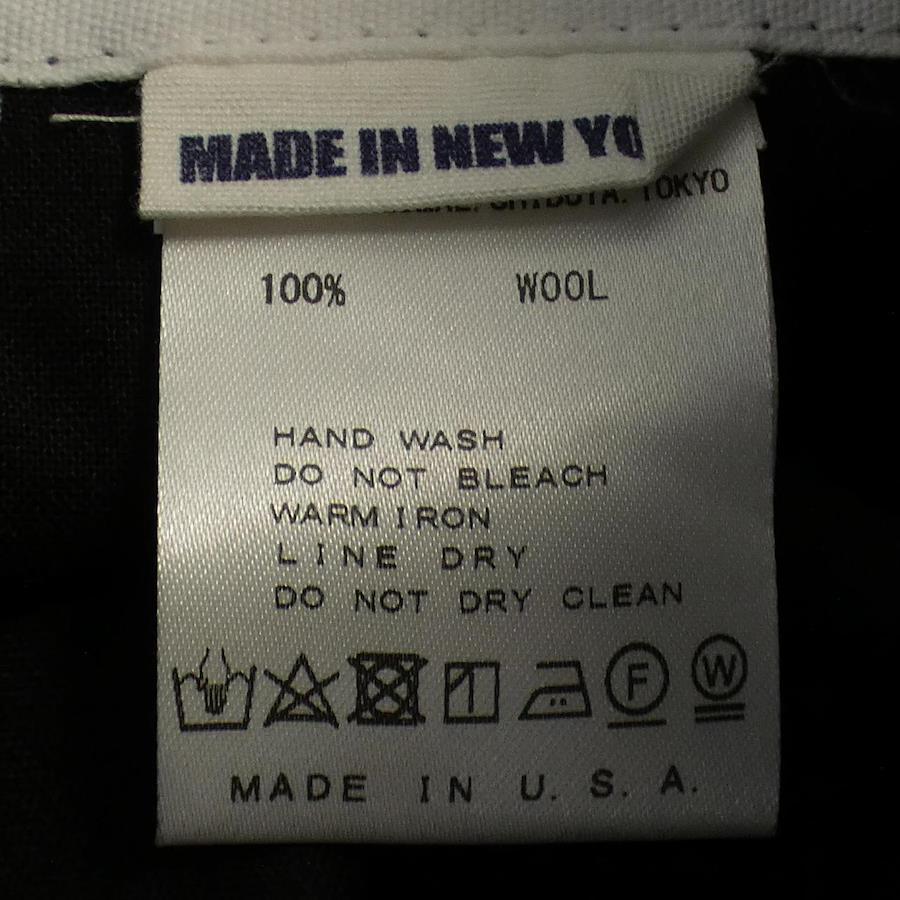 MADE IN NEW YO
SHIBUYA. TOKYO
100% WOOL
HAND WASH
DO NOT BLEACH
WARM IRON
LINE DRY
DO NOT DRY CLEAN
F W
MADE IN U. S. A.